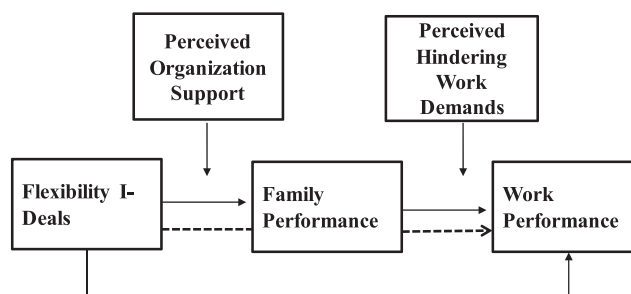 Perceived
Organization
Support
Perceived
Hindering
Work
Demands
Flexibility I-
Deals
Family
Performance
Work
Performance